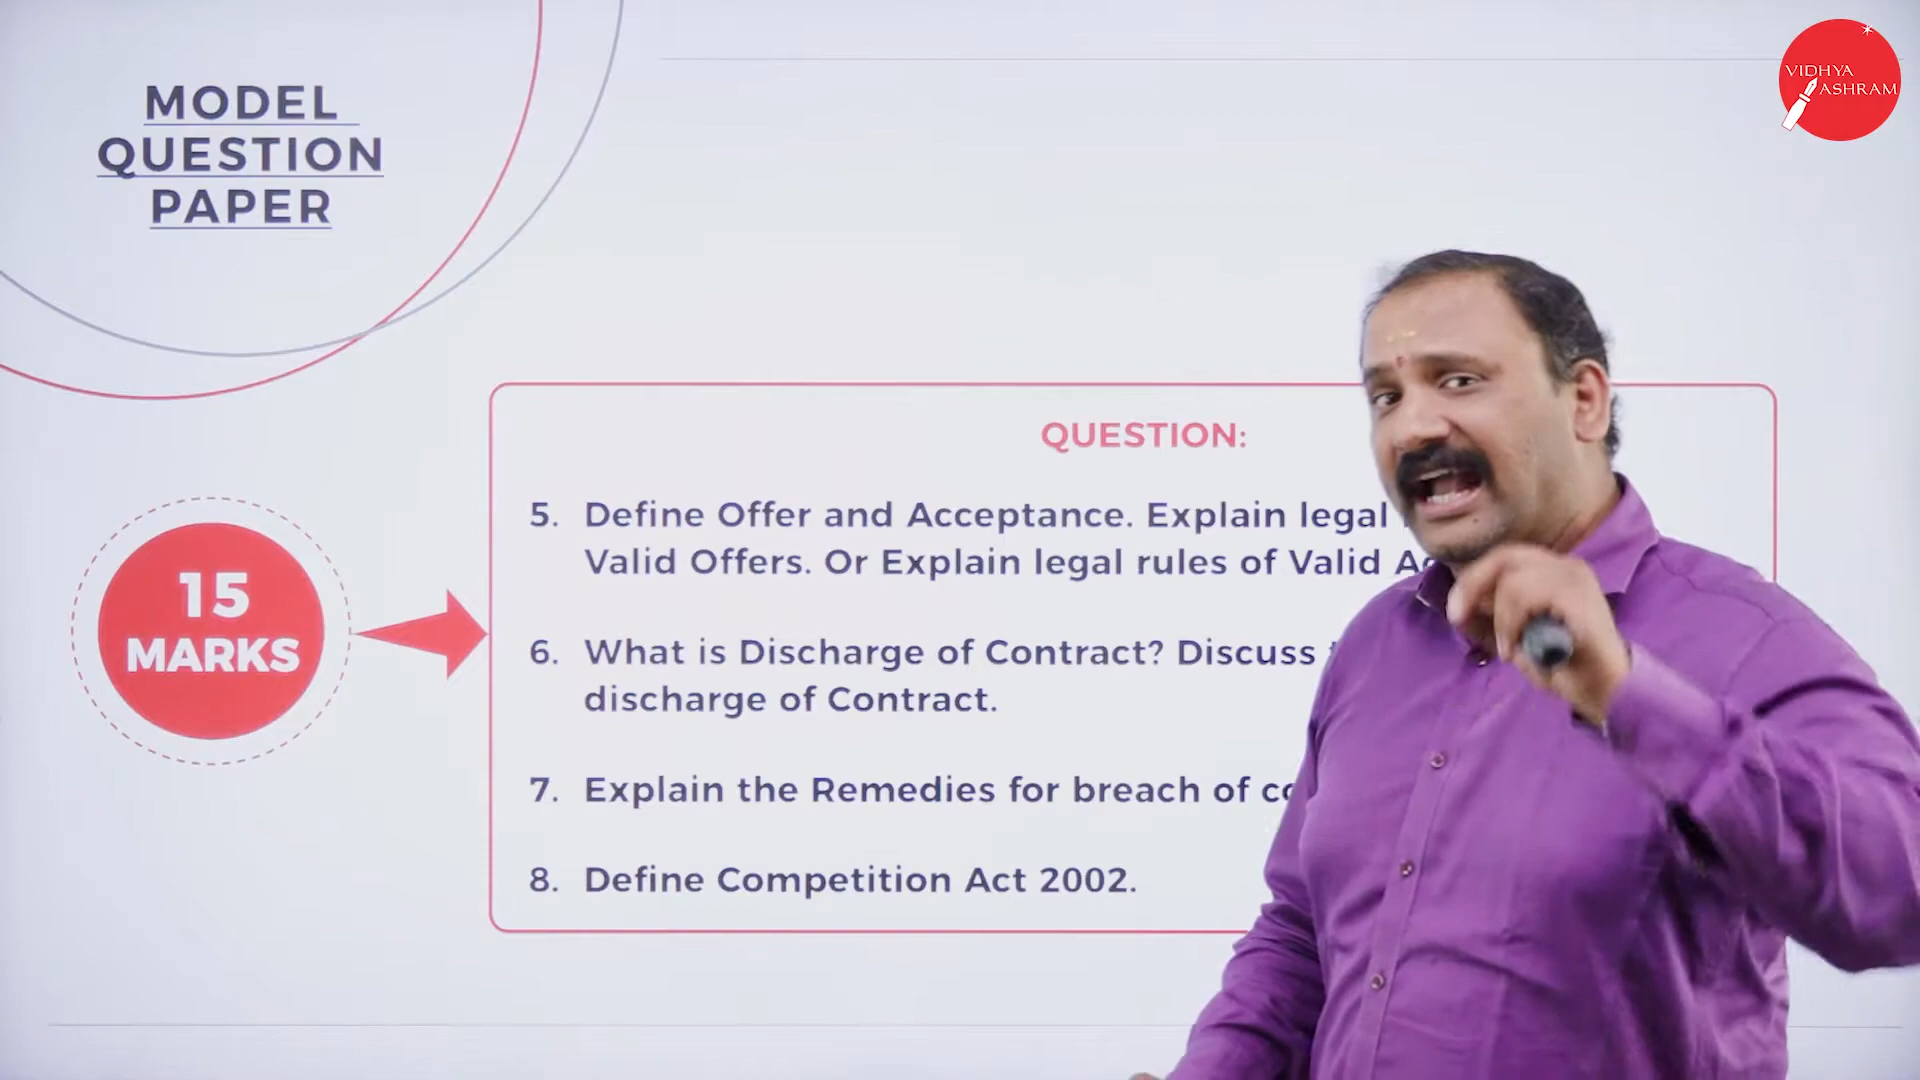 MODEL
QUESTION
PAPER
VIDHYA
ASHRAM
QUESTION:
15
MARKS
5. Define Offer and Acceptance. Explain legal
Valid Offers. Or Explain legal rules of Valid
6. What is Discharge of Contract? Discuss
discharge of Contract.
7. Explain the Remedies for breach of
8. Define Competition Act 2002.